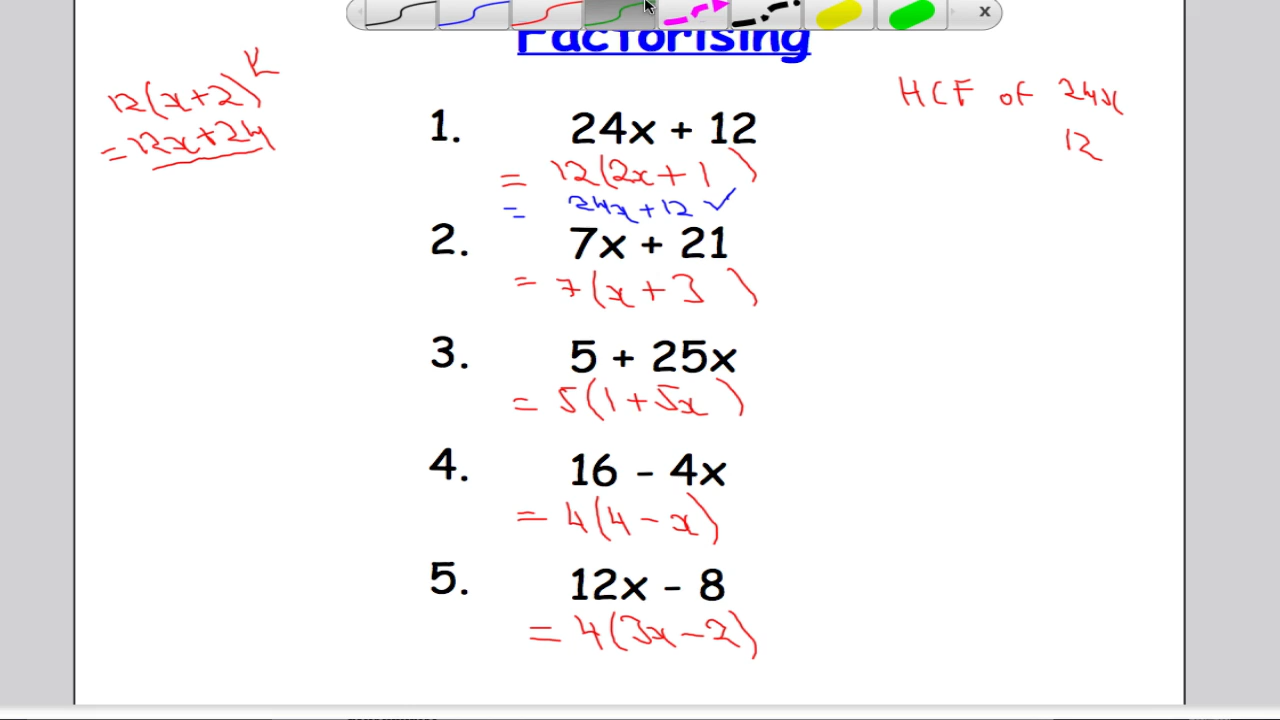 x
Factorising
12(x+2)
= 12x+24
HCF of 24x
12
1. 24x + 12
= 12(2x+1)
= 24x+12 ✓
2. 7x + 21
= 7(x+3)
3. 5 + 25x
= 5(1+5x)
4. 16 - 4x
= 4(4-x)
5. 12x - 8
= 4(3x-2)